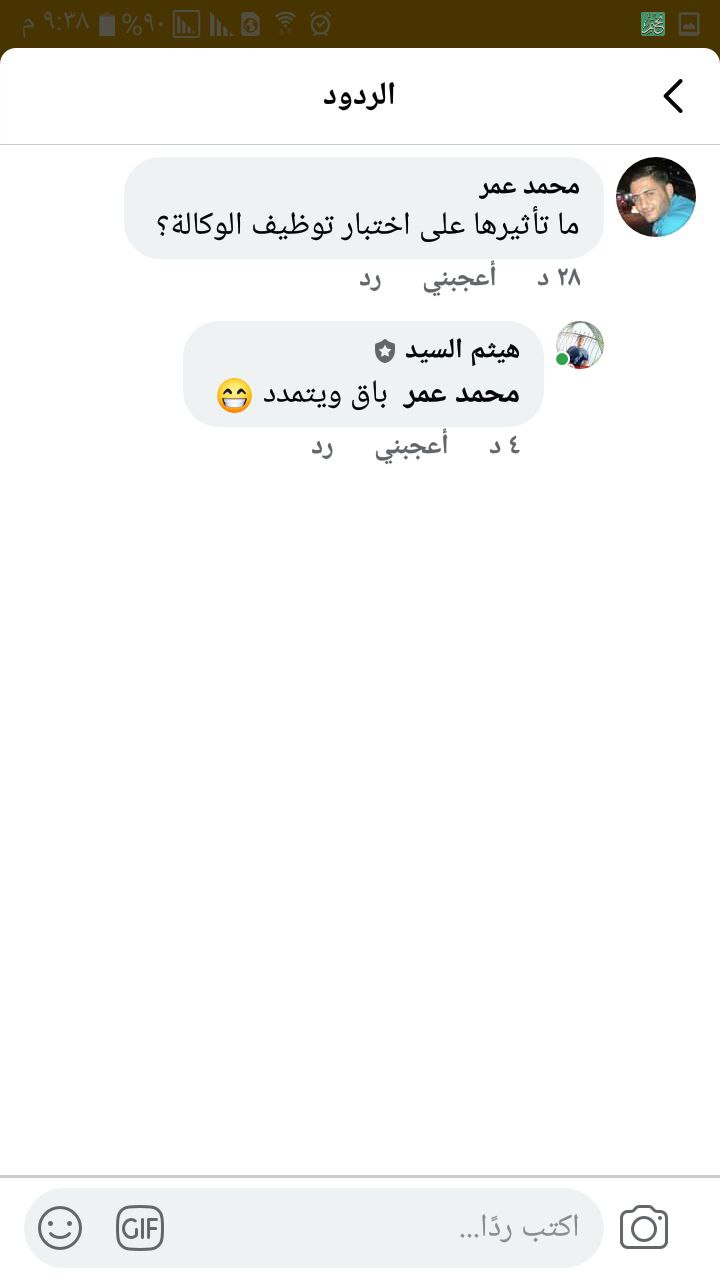 ٩:٣٨ م ٩٠%
الردود
محمد عمر
ما تأثيرها على اختبار توظيف الوكالة؟
٢٨ د أعجبني رد
هيثم السيد
محمد عمر باق ويتمدد 😁
٤ د أعجبني رد
اكتب ردًا...
GIF